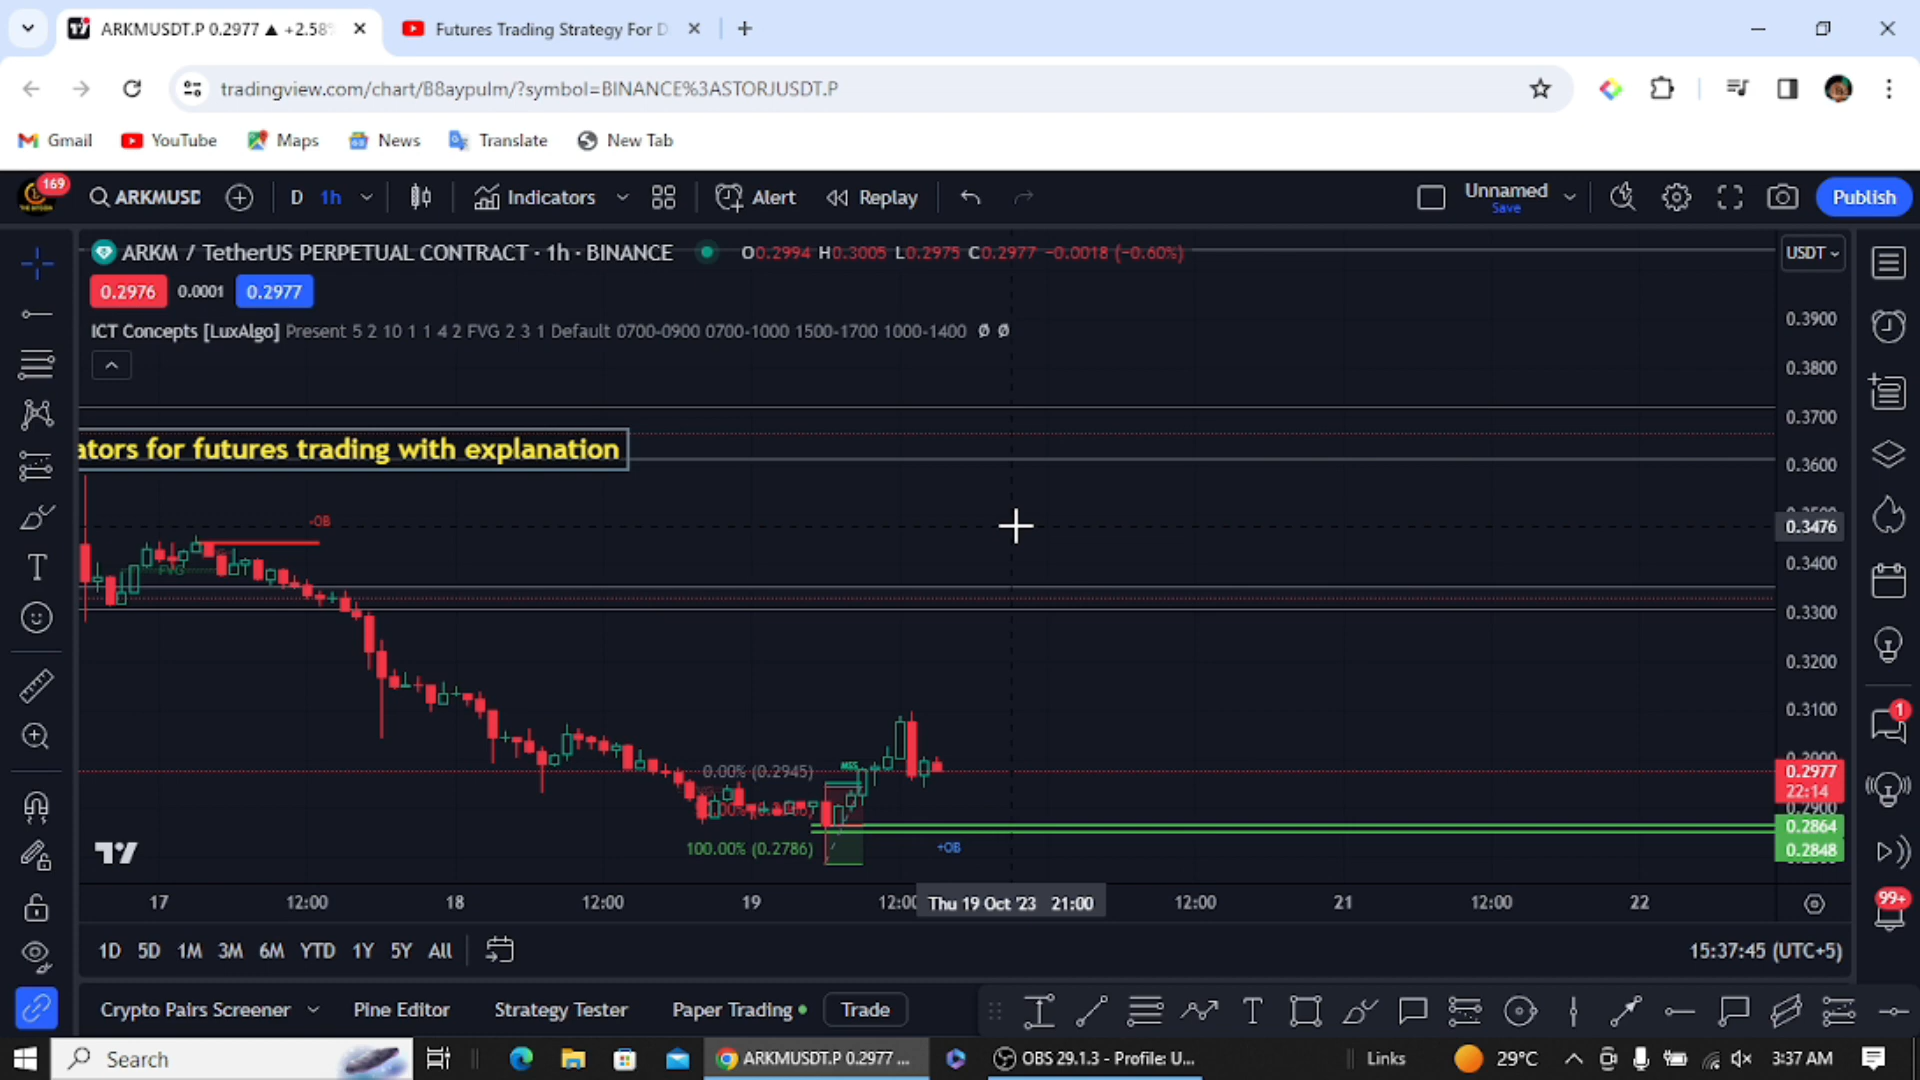 ARKMUSDT.P 0.2977 ▲ +2.58%
Futures Trading Strategy For D
tradingview.com/chart/B8aypulm/?symbol=BINANCE%3ASTORJUSDT.P
Gmail YouTube Maps News Translate New Tab
169
ARKMUSD D 1h Indicators Alert Replay Unnamed Save Publish
ARKM / TetherUS PERPETUAL CONTRACT · 1h · BINANCE O0.2994 H0.3005 L0.2975 C0.2977 −0.0018 (−0.60%) USDT
0.2976 0.0001 0.2977
ICT Concepts [LuxAlgo] Present 5 2 10 1 1 4 2 FVG 2 3 1 Default 0700-0900 0700-1000 1500-1700 1000-1400 Ø Ø
0.3900
0.3800
0.3700
ators for futures trading with explanation
0.3600
-OB
0.3476
FVG
0.3400
0.3300
0.3200
0.3100
MSS
0.00% (0.2945)
0.2977
22:14
0.2900
0.2864
100.00% (0.2786)
+OB
0.2848
17 12:00 18 12:00 19 12:00 Thu 19 Oct '23 21:00 12:00 21 12:00 22
1
99+
1D 5D 1M 3M 6M YTD 1Y 5Y All 15:37:45 (UTC+5)
Crypto Pairs Screener Pine Editor Strategy Tester Paper Trading Trade
Search ARKMUSDT.P 0.2977 ... OBS 29.1.3 - Profile: U... Links 29°C 3:37 AM